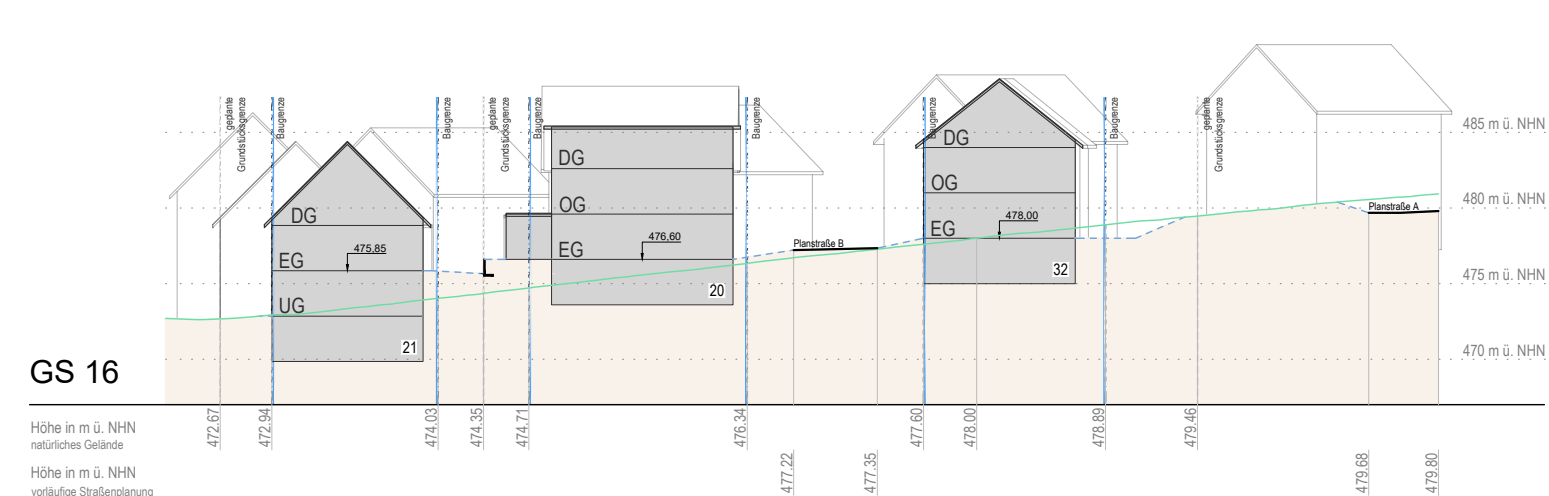 geplante
Grundstücksgrenze
Baugrenze
Baugrenze
geplante
Grundstücksgrenze
Baugrenze
Baugrenze
Baugrenze
Baugrenze
geplante
Grundstücksgrenze
485 m ü. NHN
480 m ü. NHN
475 m ü. NHN
470 m ü. NHN
DG
475,85
EG
UG
21
DG
OG
476,60
EG
20
Planstraße B
DG
OG
478,00
EG
32
Planstraße A
GS 16
Höhe in m ü. NHN
natürliches Gelände
472.67
472.94
474.03
474.35
474.71
476.34
477.60
478.00
478.89
479.46
Höhe in m ü. NHN
vorläufige Straßenplanung
477.22
477.35
479.68
479.80